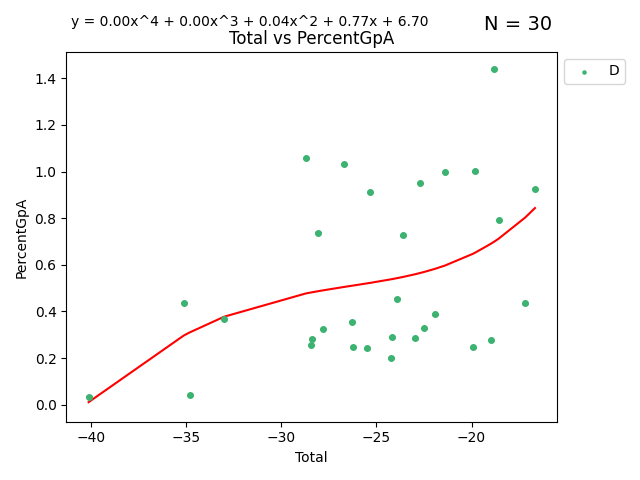 y = 0.00x^4 + 0.00x^3 + 0.04x^2 + 0.77x + 6.70
N = 30
Total vs PercentGpA
D
PercentGpA
1.4
1.2
1.0
0.8
0.6
0.4
0.2
0.0
−40 −35 −30 −25 −20
Total